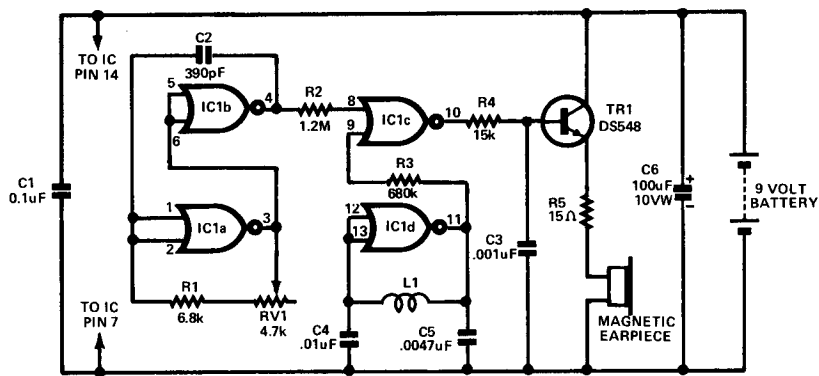 TO IC
PIN 14
C2
390pF
5
6
4
IC1b
R2
1.2M
8
9
10
IC1c
R4
15k
TR1
DS548
C1
0.1uF
1
2
3
IC1a
R3
680k
12
13
11
IC1d
C3
.001uF
R5
15Ω
C6
100uF
10VW
+
–
9 VOLT
BATTERY
TO IC
PIN 7
R1
6.8k
RV1
4.7k
L1
C4
.01uF
C5
.0047uF
MAGNETIC
EARPIECE